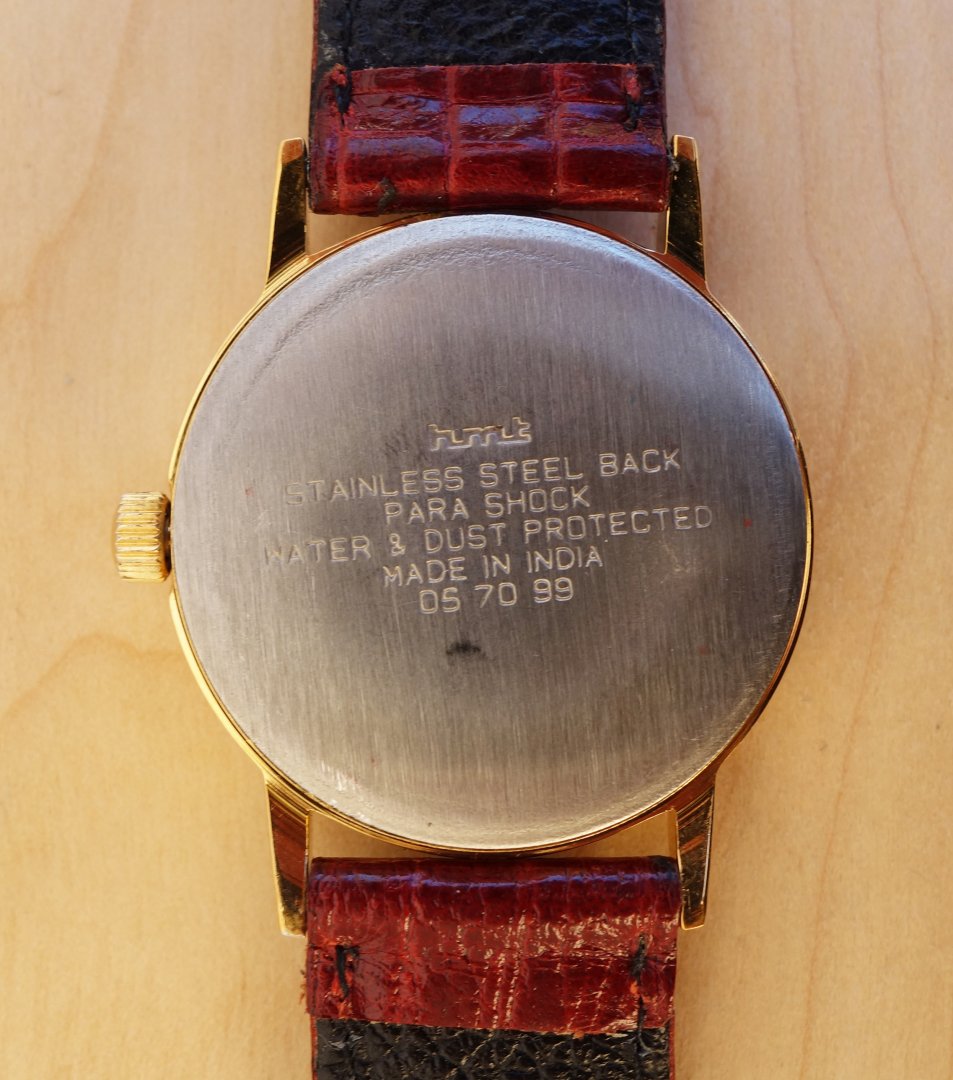 hmt
STAINLESS STEEL BACK
PARA SHOCK
WATER & DUST PROTECTED
MADE IN INDIA
05 70 99